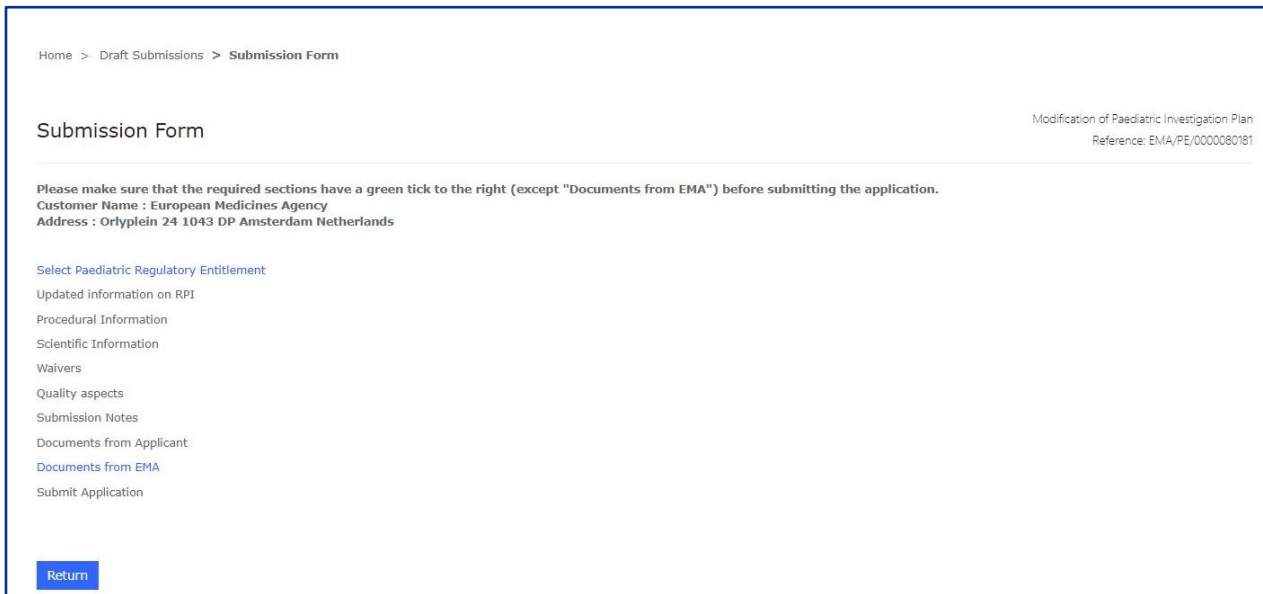 Home > Draft Submissions > Submission Form
Submission Form
Modification of Paediatric Investigation Plan
Reference: EMA/PE/0000080181
Please make sure that the required sections have a green tick to the right (except "Documents from EMA") before submitting the application.
Customer Name : European Medicines Agency
Address : Orlyplein 24 1043 DP Amsterdam Netherlands
Select Paediatric Regulatory Entitlement
Updated information on RPI
Procedural Information
Scientific Information
Waivers
Quality aspects
Submission Notes
Documents from Applicant
Documents from EMA
Submit Application
Return